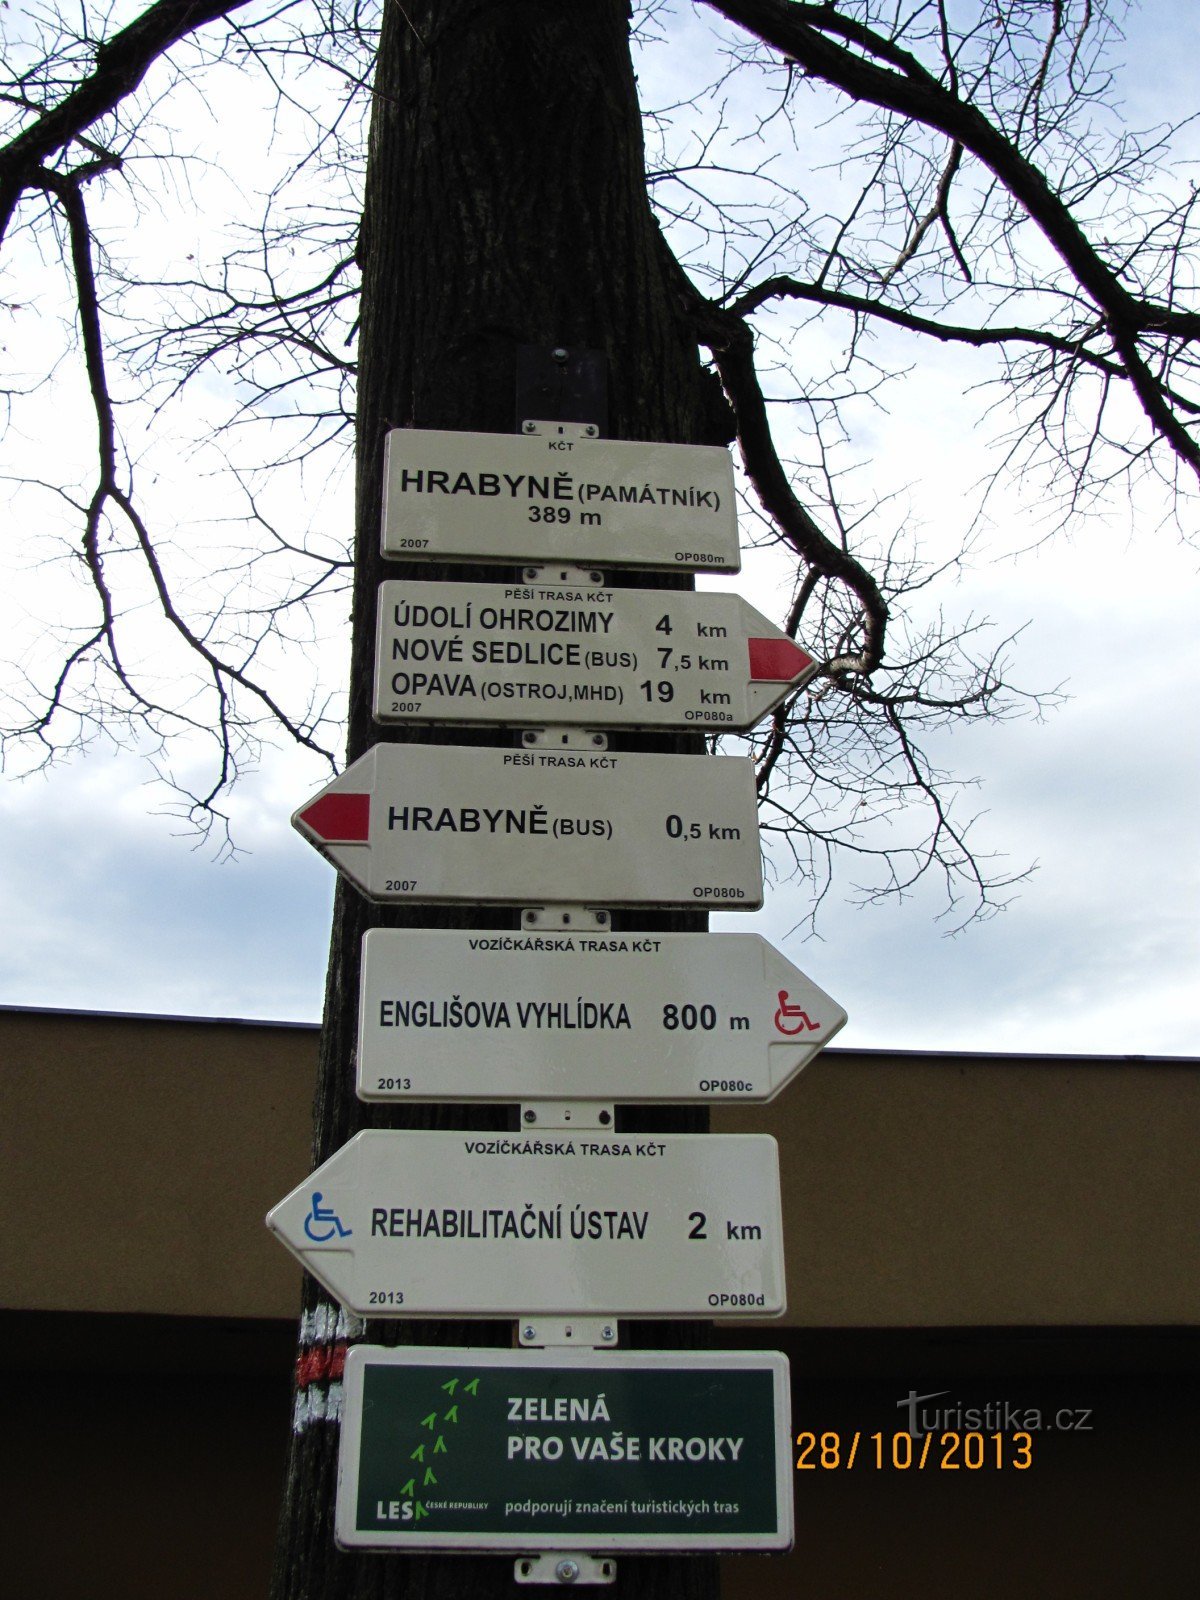 KČT
HRABYNĚ (PAMÁTNÍK)
389 m
2007 OP080m
PĚŠÍ TRASA KČT
ÚDOLÍ OHROZIMY 4 km
NOVÉ SEDLICE (BUS) 7,5 km
OPAVA (OSTROJ,MHD) 19 km
2007 OP080a
PĚŠÍ TRASA KČT
HRABYNĚ (BUS) 0,5 km
2007 OP080b
VOZÍČKÁŘSKÁ TRASA KČT
ENGLIŠOVA VYHLÍDKA 800 m
2013 OP080c
VOZÍČKÁŘSKÁ TRASA KČT
REHABILITAČNÍ ÚSTAV 2 km
2013 OP080d
ZELENÁ
PRO VAŠE KROKY
LESY ČESKÉ REPUBLIKY podporují značení turistických tras
Turistika.cz
28/10/2013